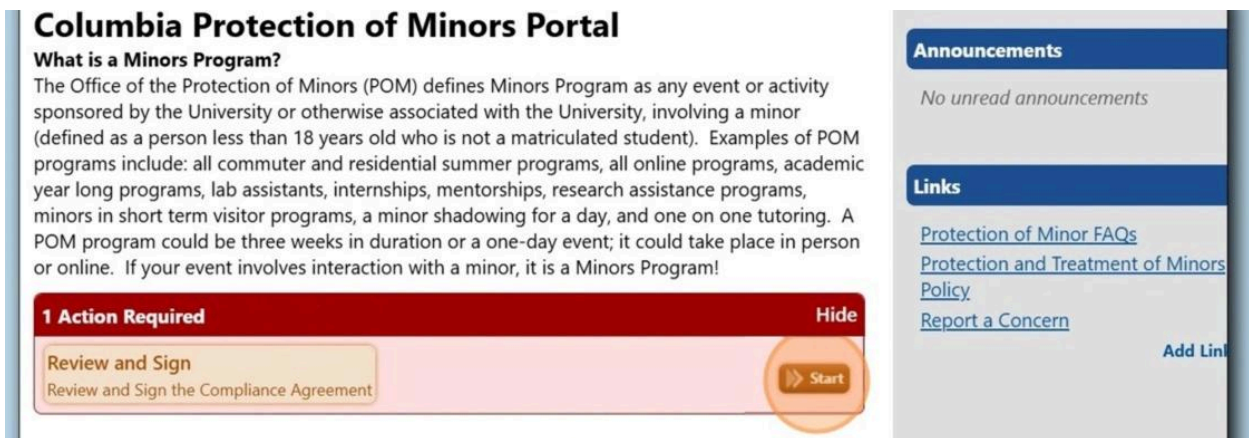 Columbia Protection of Minors Portal
What is a Minors Program?
The Office of the Protection of Minors (POM) defines Minors Program as any event or activity
sponsored by the University or otherwise associated with the University, involving a minor
(defined as a person less than 18 years old who is not a matriculated student).  Examples of POM
programs include: all commuter and residential summer programs, all online programs, academic
year long programs, lab assistants, internships, mentorships, research assistance programs,
minors in short term visitor programs, a minor shadowing for a day, and one on one tutoring.  A
POM program could be three weeks in duration or a one-day event; it could take place in person
or online.  If your event involves interaction with a minor, it is a Minors Program!
1 Action Required
Hide
Review and Sign
Review and Sign the Compliance Agreement
Start
Announcements
No unread announcements
Links
Protection of Minor FAQs
Protection and Treatment of Minors
Policy
Report a Concern
Add Link